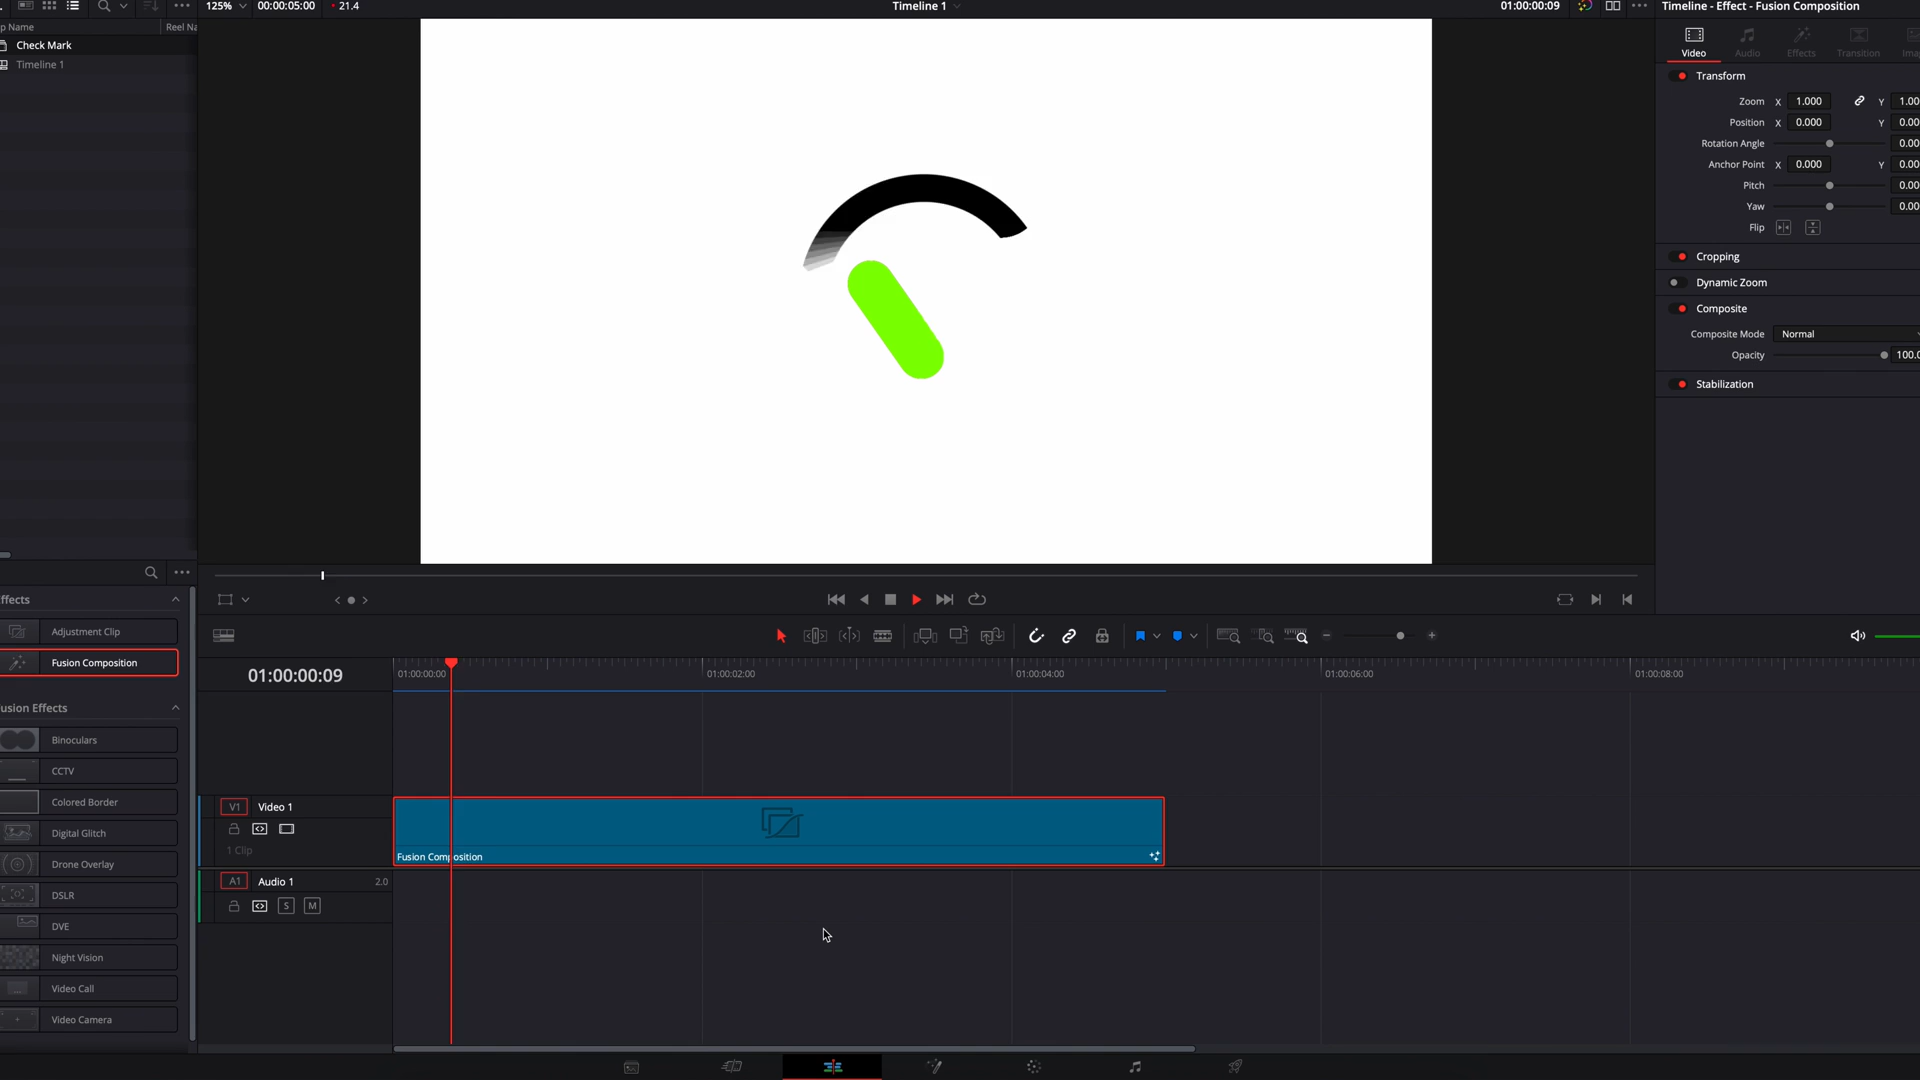 125%
00:00:05:00
21.4
Timeline 1
01:00:00:09
Timeline - Effect - Fusion Composition
p Name
Reel Na
Check Mark
Timeline 1
Video
Audio
Effects
Transition
Imag
Transform
Zoom X 1.000 Y 1.00
Position X 0.000 Y 0.00
Rotation Angle 0.00
Anchor Point X 0.000 Y 0.00
Pitch 0.00
Yaw 0.00
Flip
Cropping
Dynamic Zoom
Composite
Composite Mode Normal
Opacity 100.0
Stabilization
ffects
Adjustment Clip
Fusion Composition
usion Effects
Binoculars
CCTV
Colored Border
Digital Glitch
Drone Overlay
DSLR
DVE
Night Vision
Video Call
Video Camera
01:00:00:09
01:00:00:00
01:00:02:00
01:00:04:00
01:00:06:00
01:00:08:00
V1 Video 1
1 Clip
Fusion Composition
A1 Audio 1 2.0
S M